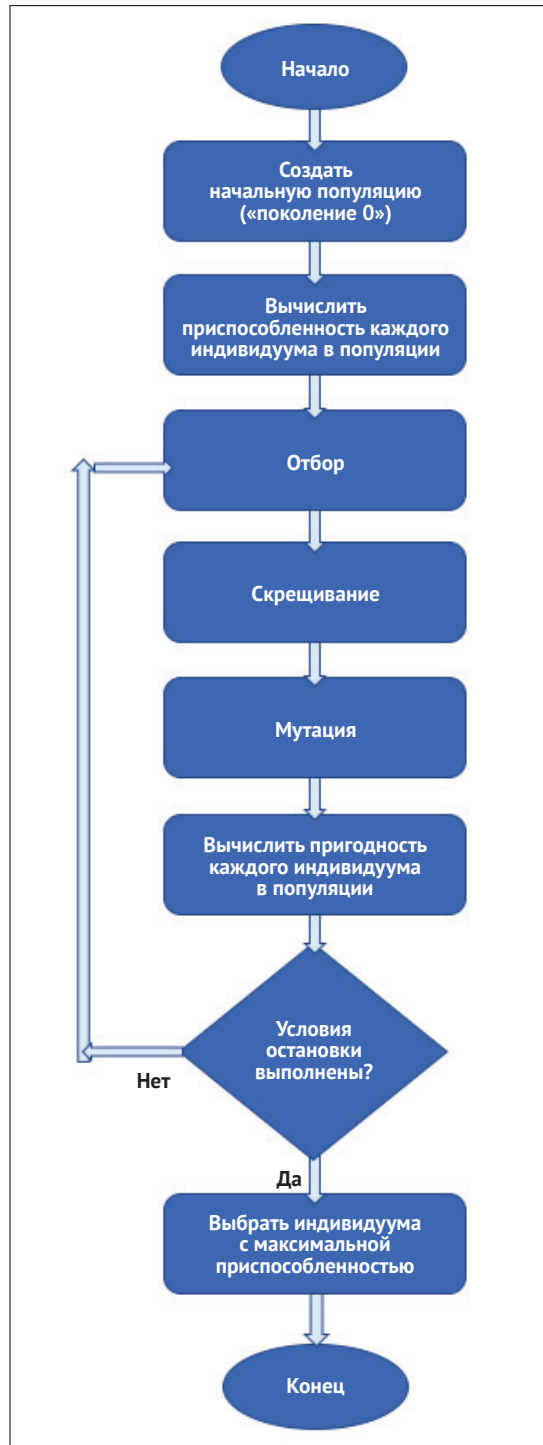 Начало
Создать
начальную популяцию
(«поколение 0»)
Вычислить
приспособленность каждого
индивидуума в популяции
Отбор
Скрещивание
Мутация
Вычислить пригодность
каждого индивидуума
в популяции
Условия
остановки
выполнены?
Нет
Да
Выбрать индивидуума
с максимальной
приспособленностью
Конец